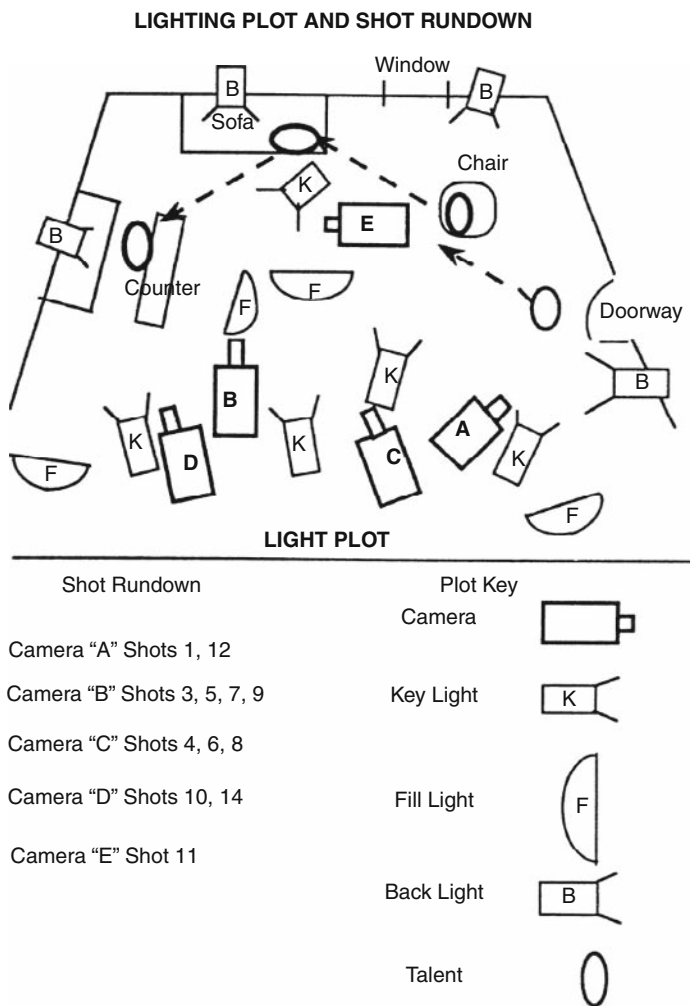 LIGHTING PLOT AND SHOT RUNDOWN
Window
B
B
Sofa
Chair
K
E
B
Counter
F
F
Doorway
K
B
B
A
K
D
K
C
K
F
F
LIGHT PLOT
Shot Rundown
Plot Key
Camera
Camera “A” Shots 1, 12
Camera “B” Shots 3, 5, 7, 9
Key Light
K
Camera “C” Shots 4, 6, 8
Camera “D” Shots 10, 14
Fill Light
F
Camera “E” Shot 11
Back Light
B
Talent